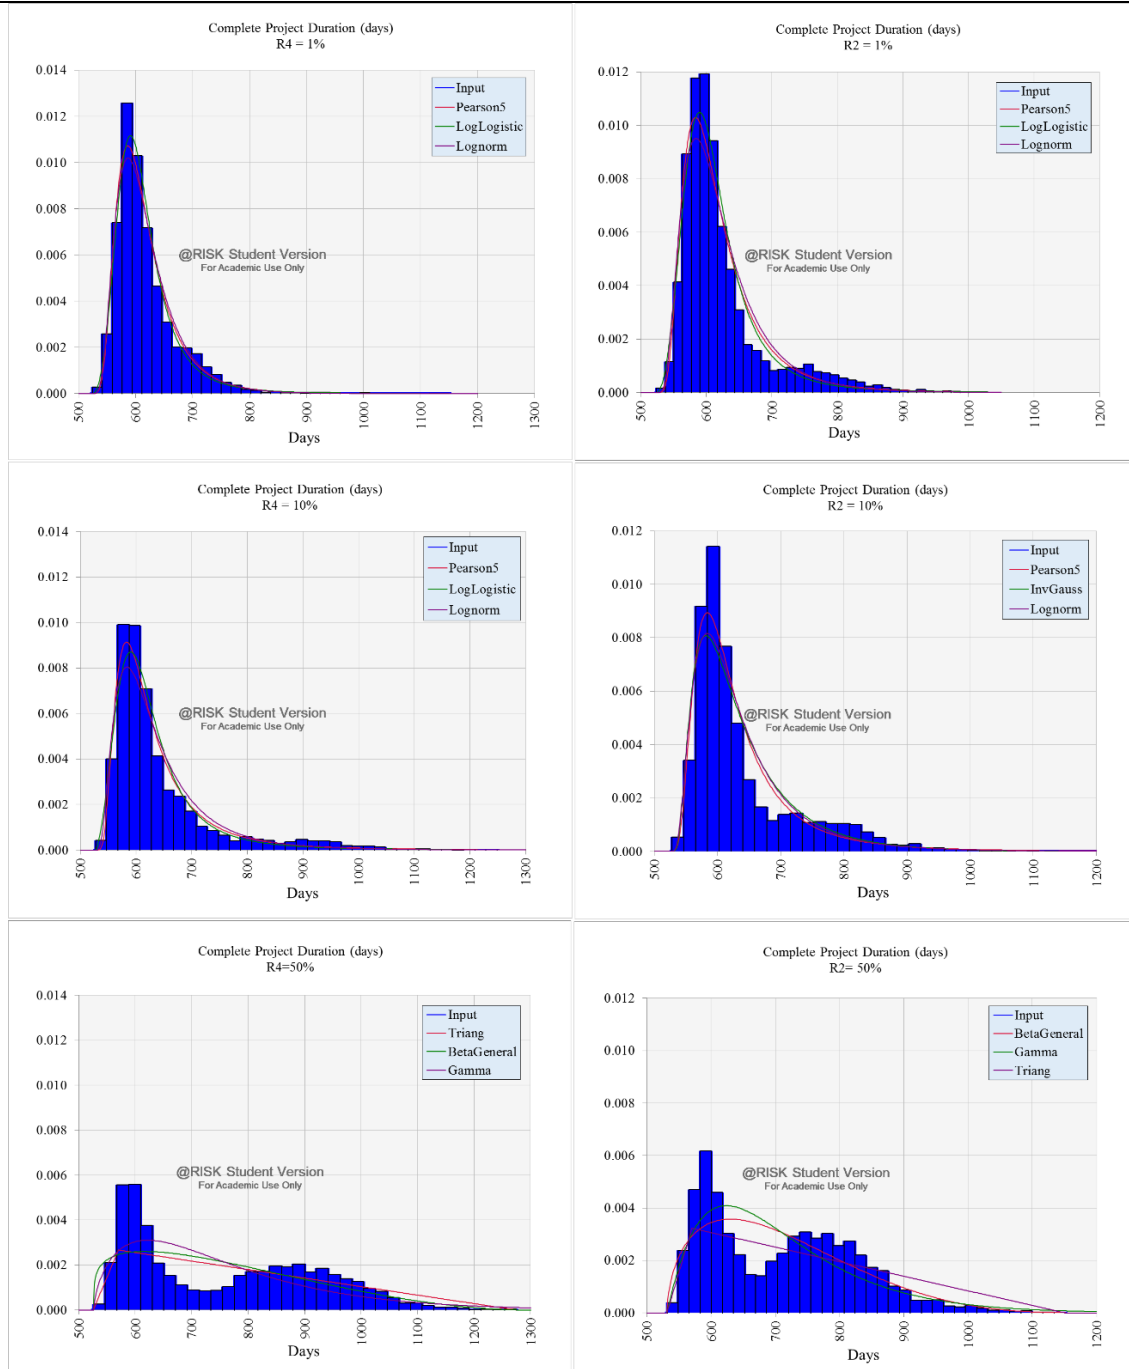 Complete Project Duration (days)
R4 = 1%
0.014
0.012
0.010
0.008
0.006
0.004
0.002
0.000
Input
Pearson5
LogLogistic
Lognorm
@RISK Student Version
For Academic Use Only
500
600
700
800
900
1000
1100
1200
1300
Days
Complete Project Duration (days)
R2 = 1%
0.012
0.010
0.008
0.006
0.004
0.002
0.000
Input
Pearson5
LogLogistic
Lognorm
@RISK Student Version
For Academic Use Only
500
600
700
800
900
1000
1100
1200
Days
Complete Project Duration (days)
R4 = 10%
0.014
0.012
0.010
0.008
0.006
0.004
0.002
0.000
Input
Pearson5
LogLogistic
Lognorm
@RISK Student Version
For Academic Use Only
500
600
700
800
900
1000
1100
1200
1300
Days
Complete Project Duration (days)
R2 = 10%
0.012
0.010
0.008
0.006
0.004
0.002
0.000
Input
Pearson5
InvGauss
Lognorm
@RISK Student Version
For Academic Use Only
500
600
700
800
900
1000
1100
1200
Days
Complete Project Duration (days)
R4=50%
0.014
0.012
0.010
0.008
0.006
0.004
0.002
0.000
Input
Triang
BetaGeneral
Gamma
@RISK Student Version
For Academic Use Only
500
600
700
800
900
1000
1100
1200
1300
Days
Complete Project Duration (days)
R2= 50%
0.012
0.010
0.008
0.006
0.004
0.002
0.000
Input
BetaGeneral
Gamma
Triang
@RISK Student Version
For Academic Use Only
500
600
700
800
900
1000
1100
1200
Days